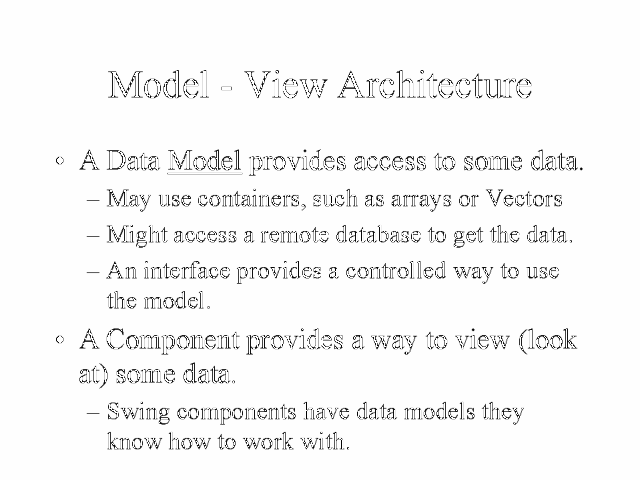 Model - View Architecture
• A Data Model provides access to some data.
– May use containers, such as arrays or Vectors
– Might access a remote database to get the data.
– An interface provides a controlled way to use
the model.
• A Component provides a way to view (look
at) some data.
– Swing components have data models they
know how to work with.